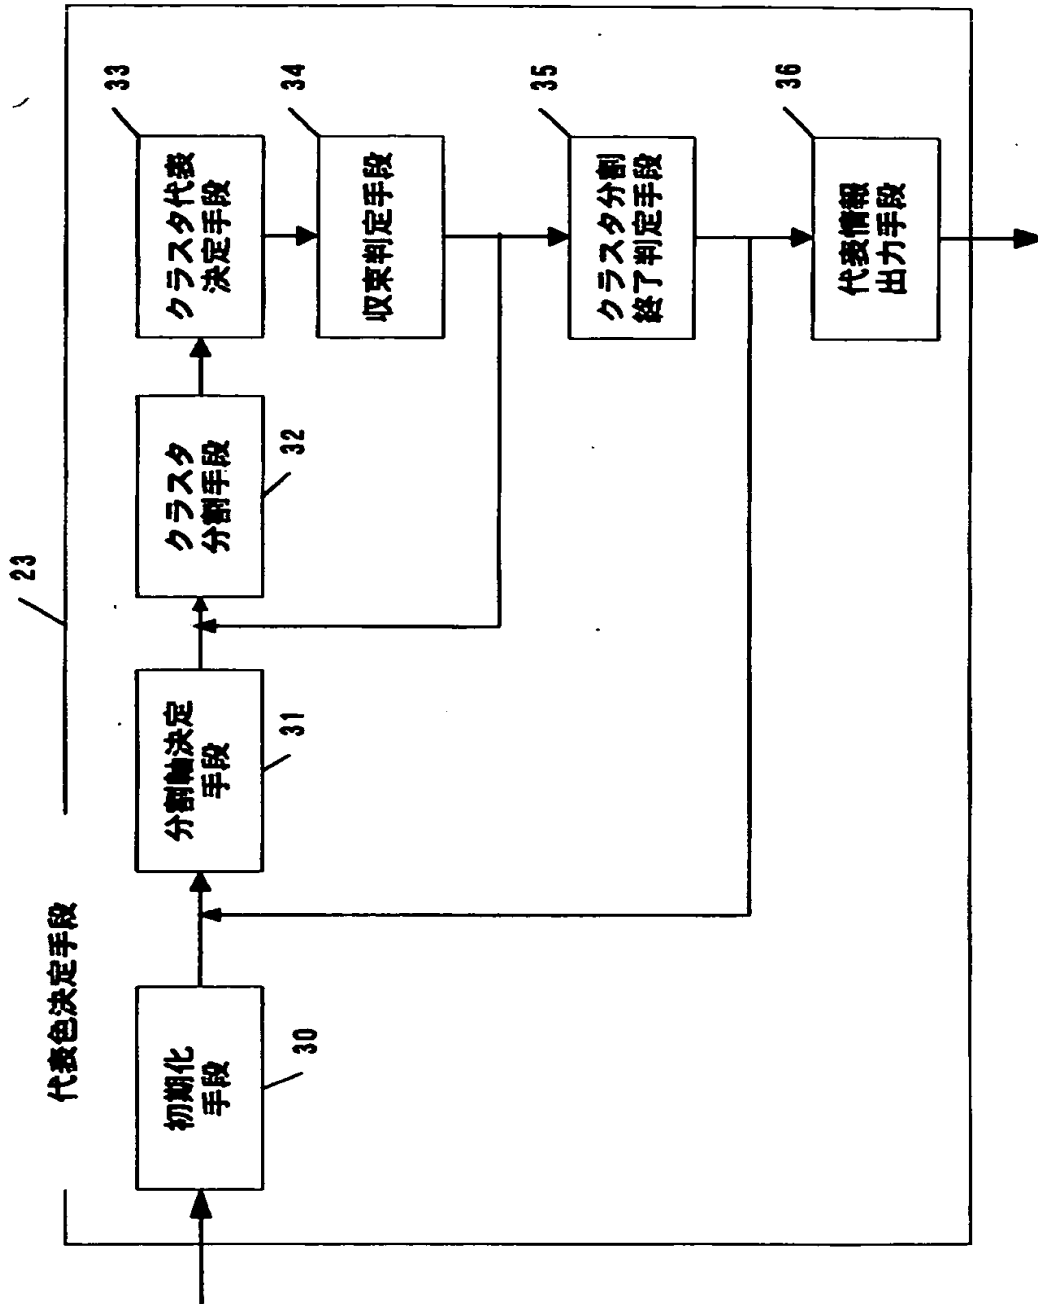 代表色決定手段
23
初期化
手段
30
分割軸決定
手段
31
クラスタ
分割手段
32
クラスタ代表
決定手段
33
収束判定手段
34
クラスタ分割
終了判定手段
35
代表情報
出力手段
36